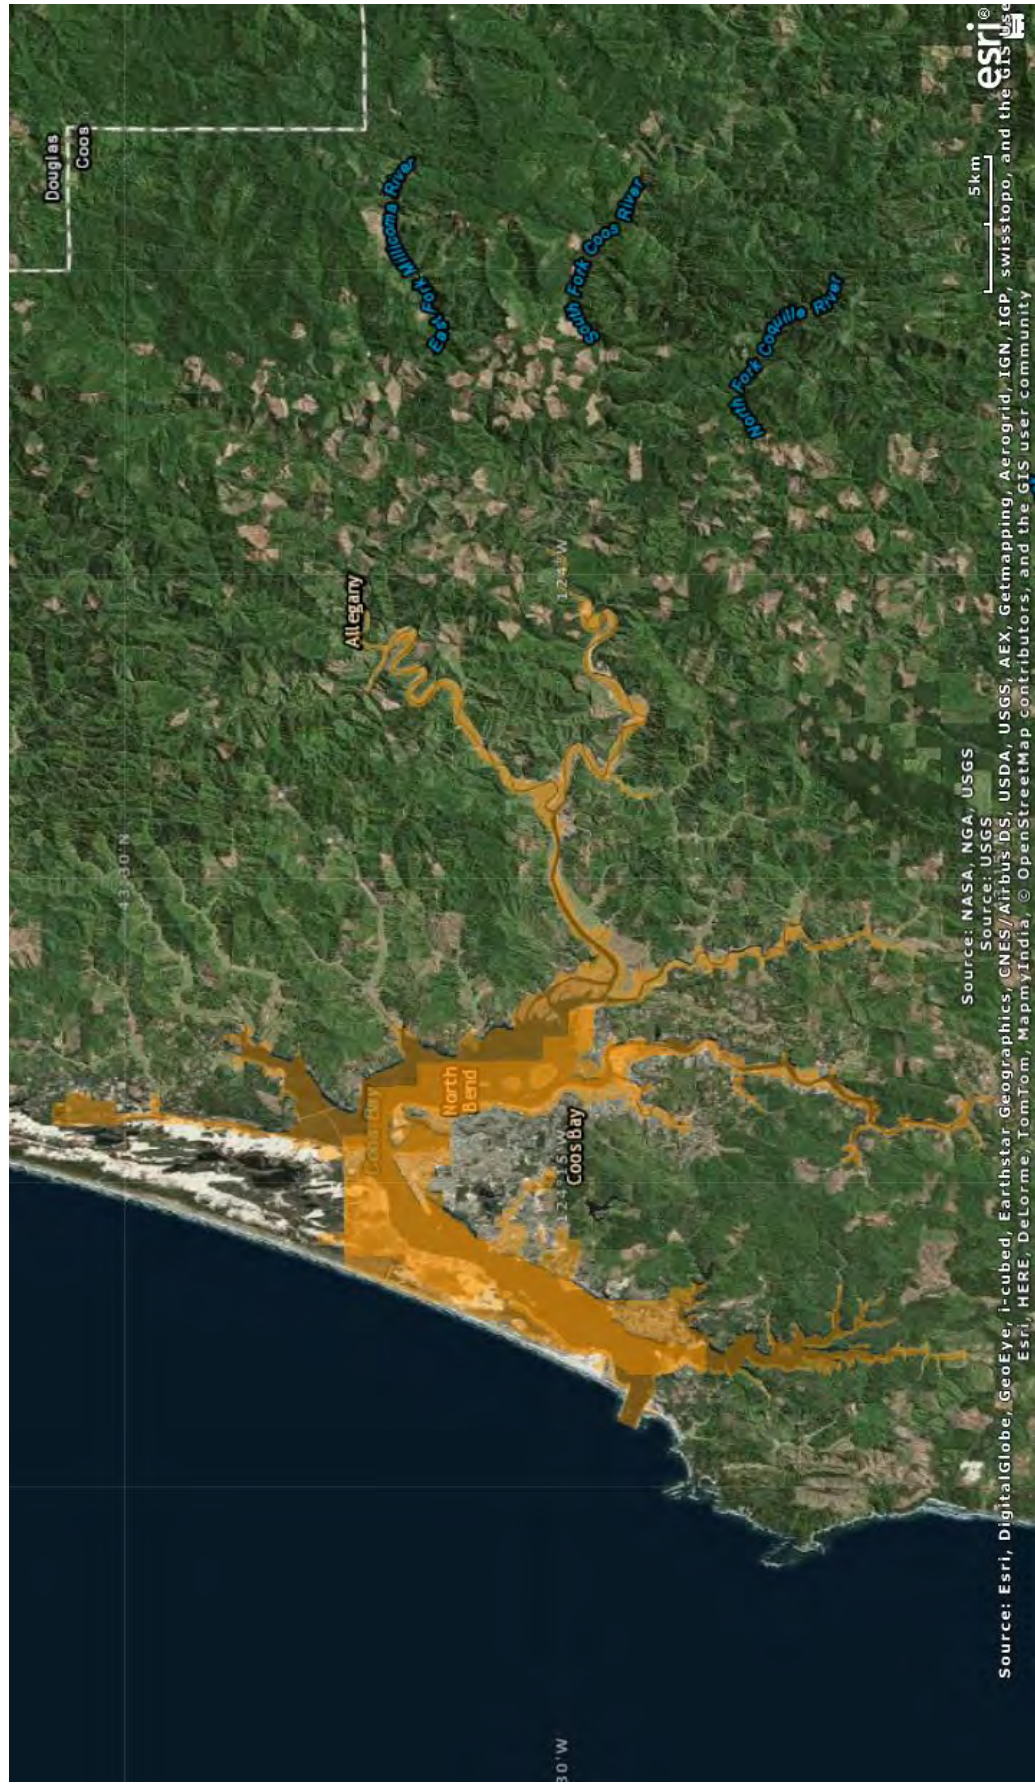 Douglas
Coos
East Fork Millicoma River
South Fork Coos River
North Fork Coquille River
Allegany
43°30'N
124°W
North
Bend
Coos Bay
124°15'W
30'W
5km
esri®
Source: NASA, NGA, USGS
Source: USGS
Source: Esri, DigitalGlobe, GeoEye, i-cubed, Earthstar Geographics, CNES/Airbus DS, USDA, USGS, AEX, Getmapping, Aerogrid, IGN, IGP, swisstopo, and the GIS Use
Esri, HERE, DeLorme, TomTom, MapmyIndia, © OpenStreetMap contributors, and the GIS user community